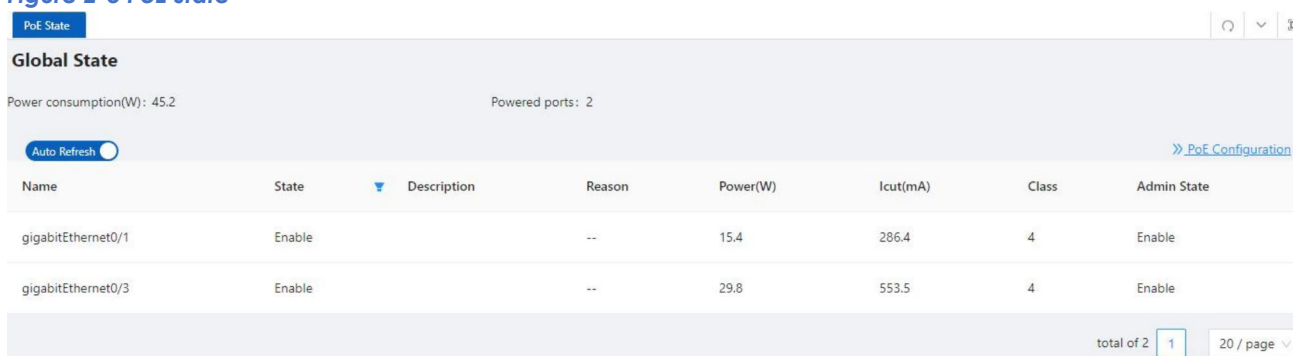 PoE State
Global State
Power consumption(W): 45.2 Powered ports: 2
Auto Refresh
>> PoE Configuration
Name State Description Reason Power(W) Icut(mA) Class Admin State
gigabitEthernet0/1 Enable -- 15.4 286.4 4 Enable
gigabitEthernet0/3 Enable -- 29.8 553.5 4 Enable
total of 2 1 20 / page